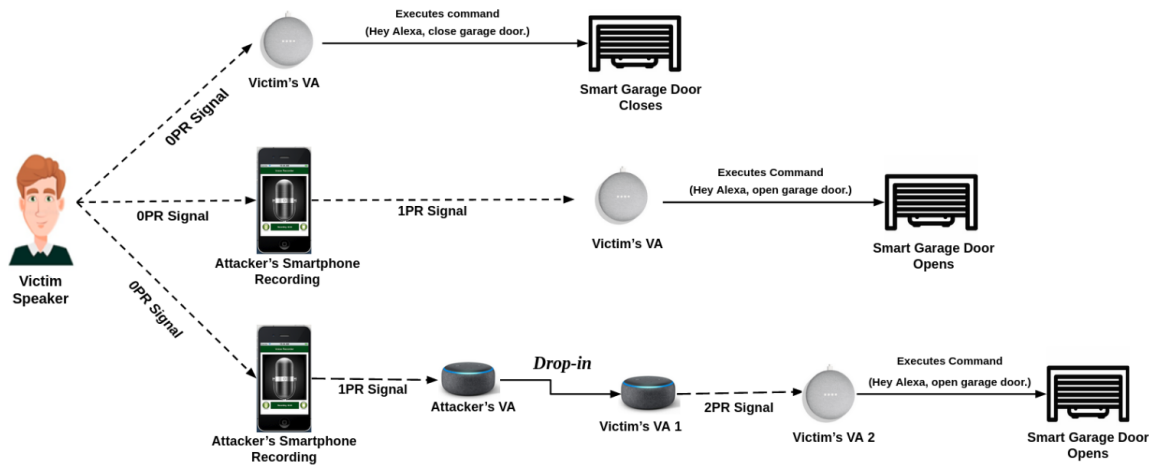 Executes command
(Hey Alexa, close garage door.)
Victim's VA
Smart Garage Door
Closes
0PR Signal
Executes Command
(Hey Alexa, open garage door.)
0PR Signal
1PR Signal
Victim's VA
Smart Garage Door
Opens
Attacker's Smartphone
Recording
Victim
Speaker
0PR Signal
Drop-in
Executes Command
(Hey Alexa, open garage door.)
1PR Signal
Attacker's VA
2PR Signal
Victim's VA 1
Victim's VA 2
Smart Garage Door
Opens
Attacker's Smartphone
Recording